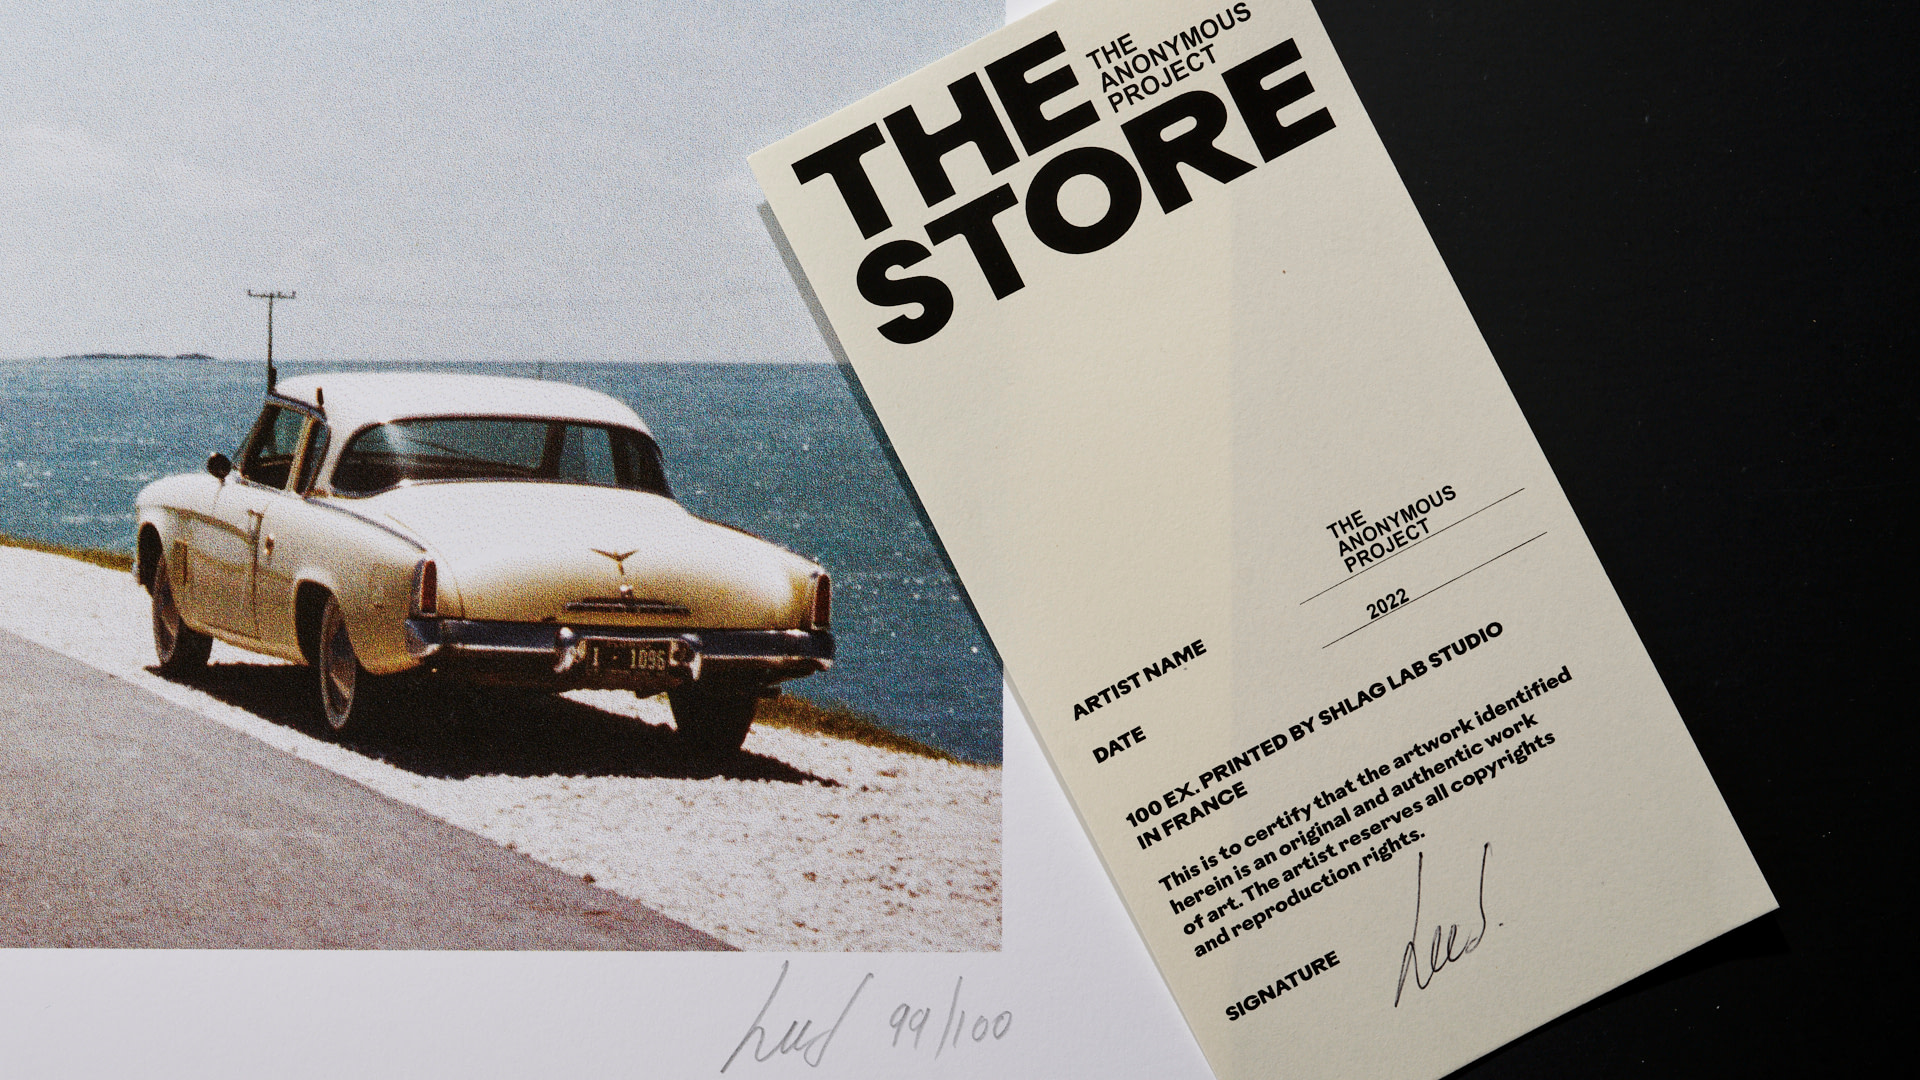 THE
THE
ANONYMOUS
PROJECT
STORE
THE
ANONYMOUS
PROJECT
ARTIST NAME
2022
DATE
100 EX. PRINTED BY SHLAG LAB STUDIO
IN FRANCE
This is to certify that the artwork identified
herein is an original and authentic work
of art. The artist reserves all copyrights
and reproduction rights.
SIGNATURE
1096
99/100